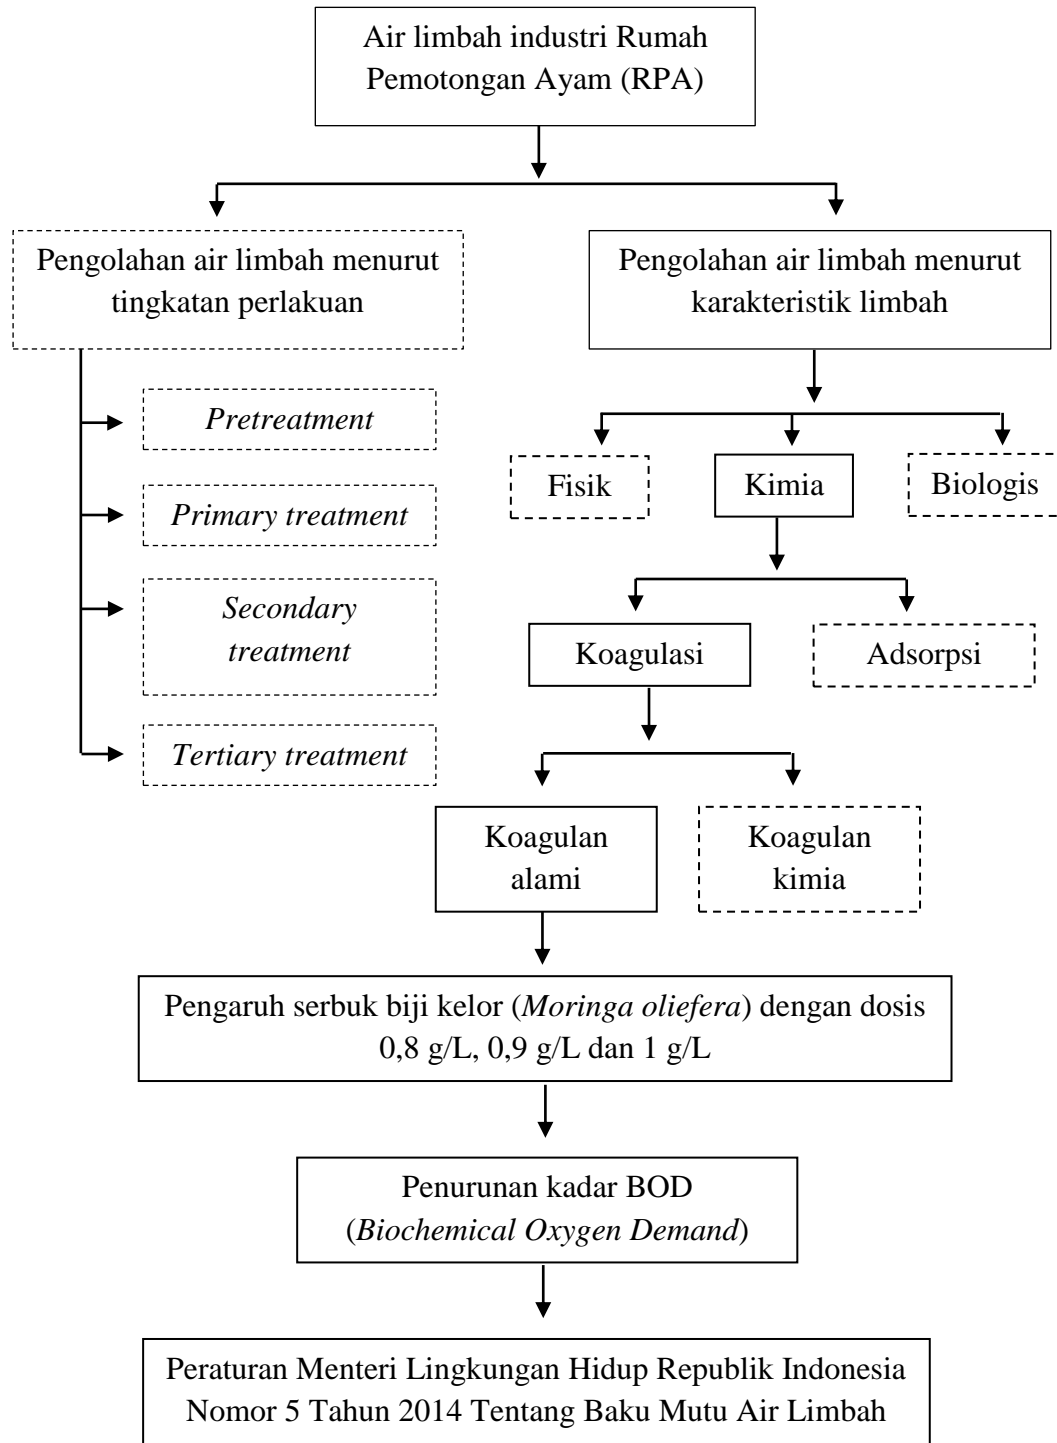 Air limbah industri Rumah
Pemotongan Ayam (RPA)
Pengolahan air limbah menurut
tingkatan perlakuan
Pengolahan air limbah menurut
karakteristik limbah
Pretreatment
Primary treatment
Secondary
treatment
Tertiary treatment
Fisik
Kimia
Biologis
Koagulasi
Adsorpsi
Koagulan
alami
Koagulan
kimia
Pengaruh serbuk biji kelor (Moringa oliefera) dengan dosis
0,8 g/L, 0,9 g/L dan 1 g/L
Penurunan kadar BOD
(Biochemical Oxygen Demand)
Peraturan Menteri Lingkungan Hidup Republik Indonesia
Nomor 5 Tahun 2014 Tentang Baku Mutu Air Limbah